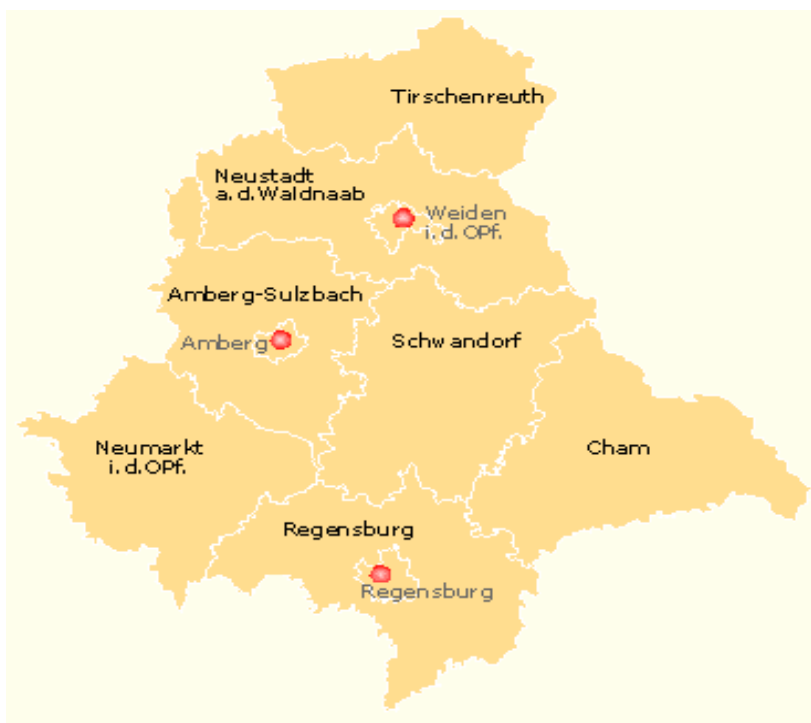 Tirschenreuth
Neustadt
a.d.Waldnaab
Weiden
i.d.OPf.
Amberg-Sulzbach
Amberg
Schwandorf
Neumarkt
i.d.OPf.
Cham
Regensburg
Regensburg